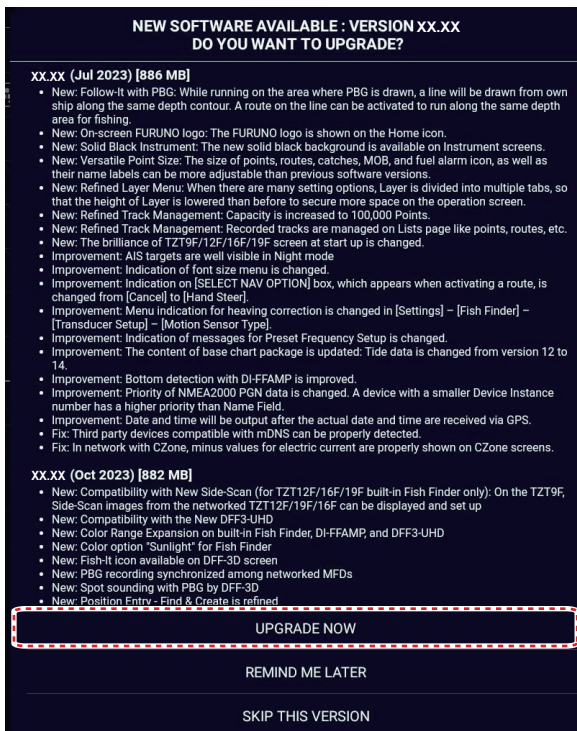 NEW SOFTWARE AVAILABLE : VERSION XX.XX
DO YOU WANT TO UPGRADE?
XX.XX (Jul 2023) [886 MB]
• New: Follow-It with PBG: While running on the area where PBG is drawn, a line will be drawn from own
ship along the same depth contour. A route on the line can be activated to run along the same depth
area for fishing.
• New: On-screen FURUNO logo: The FURUNO logo is shown on the Home icon.
• New: Solid Black Instrument: The new solid black background is available on Instrument screens.
• New: Versatile Point Size: The size of points, routes, catches, MOB, and fuel alarm icon, as well as
their name labels can be more adjustable than previous software versions.
• New: Refined Layer Menu: When there are many setting options, Layer is divided into multiple tabs, so
that the height of Layer is lowered than before to secure more space on the operation screen.
• New: Refined Track Management: Capacity is increased to 100,000 Points.
• New: Refined Track Management: Recorded tracks are managed on Lists page like points, routes, etc.
• New: The brilliance of TZT9F/12F/16F/19F screen at start up is changed.
• Improvement: AIS targets are well visible in Night mode
• Improvement: Indication of font size menu is changed.
• Improvement: Indication on [SELECT NAV OPTION] box, which appears when activating a route, is
changed from [Cancel] to [Hand Steer].
• Improvement: Menu indication for heaving correction is changed in [Settings] – [Fish Finder] –
[Transducer Setup] – [Motion Sensor Type].
• Improvement: Indication of messages for Preset Frequency Setup is changed.
• Improvement: The content of base chart package is updated: Tide data is changed from version 12 to
14.
• Improvement: Bottom detection with DI-FFAMP is improved.
• Improvement: Priority of NMEA2000 PGN data is changed. A device with a smaller Device Instance
number has a higher priority than Name Field.
• Improvement: Date and time will be output after the actual date and time are received via GPS.
• Fix: Third party devices compatible with mDNS can be properly detected.
• Fix: In network with CZone, minus values for electric current are properly shown on CZone screens.
XX.XX (Oct 2023) [882 MB]
• New: Compatibility with New Side-Scan (for TZT12F/16F/19F built-in Fish Finder only): On the TZT9F,
Side-Scan images from the networked TZT12F/19F/16F can be displayed and set up
• New: Compatibility with the New DFF3-UHD
• New: Color Range Expansion on built-in Fish Finder, DI-FFAMP, and DFF3-UHD
• New: Color option "Sunlight" for Fish Finder
• New: Fish-It icon available on DFF-3D screen
• New: PBG recording synchronized among networked MFDs
• New: Spot sounding with PBG by DFF-3D
• New: Position Entry - Find & Create is refined
UPGRADE NOW
REMIND ME LATER
SKIP THIS VERSION